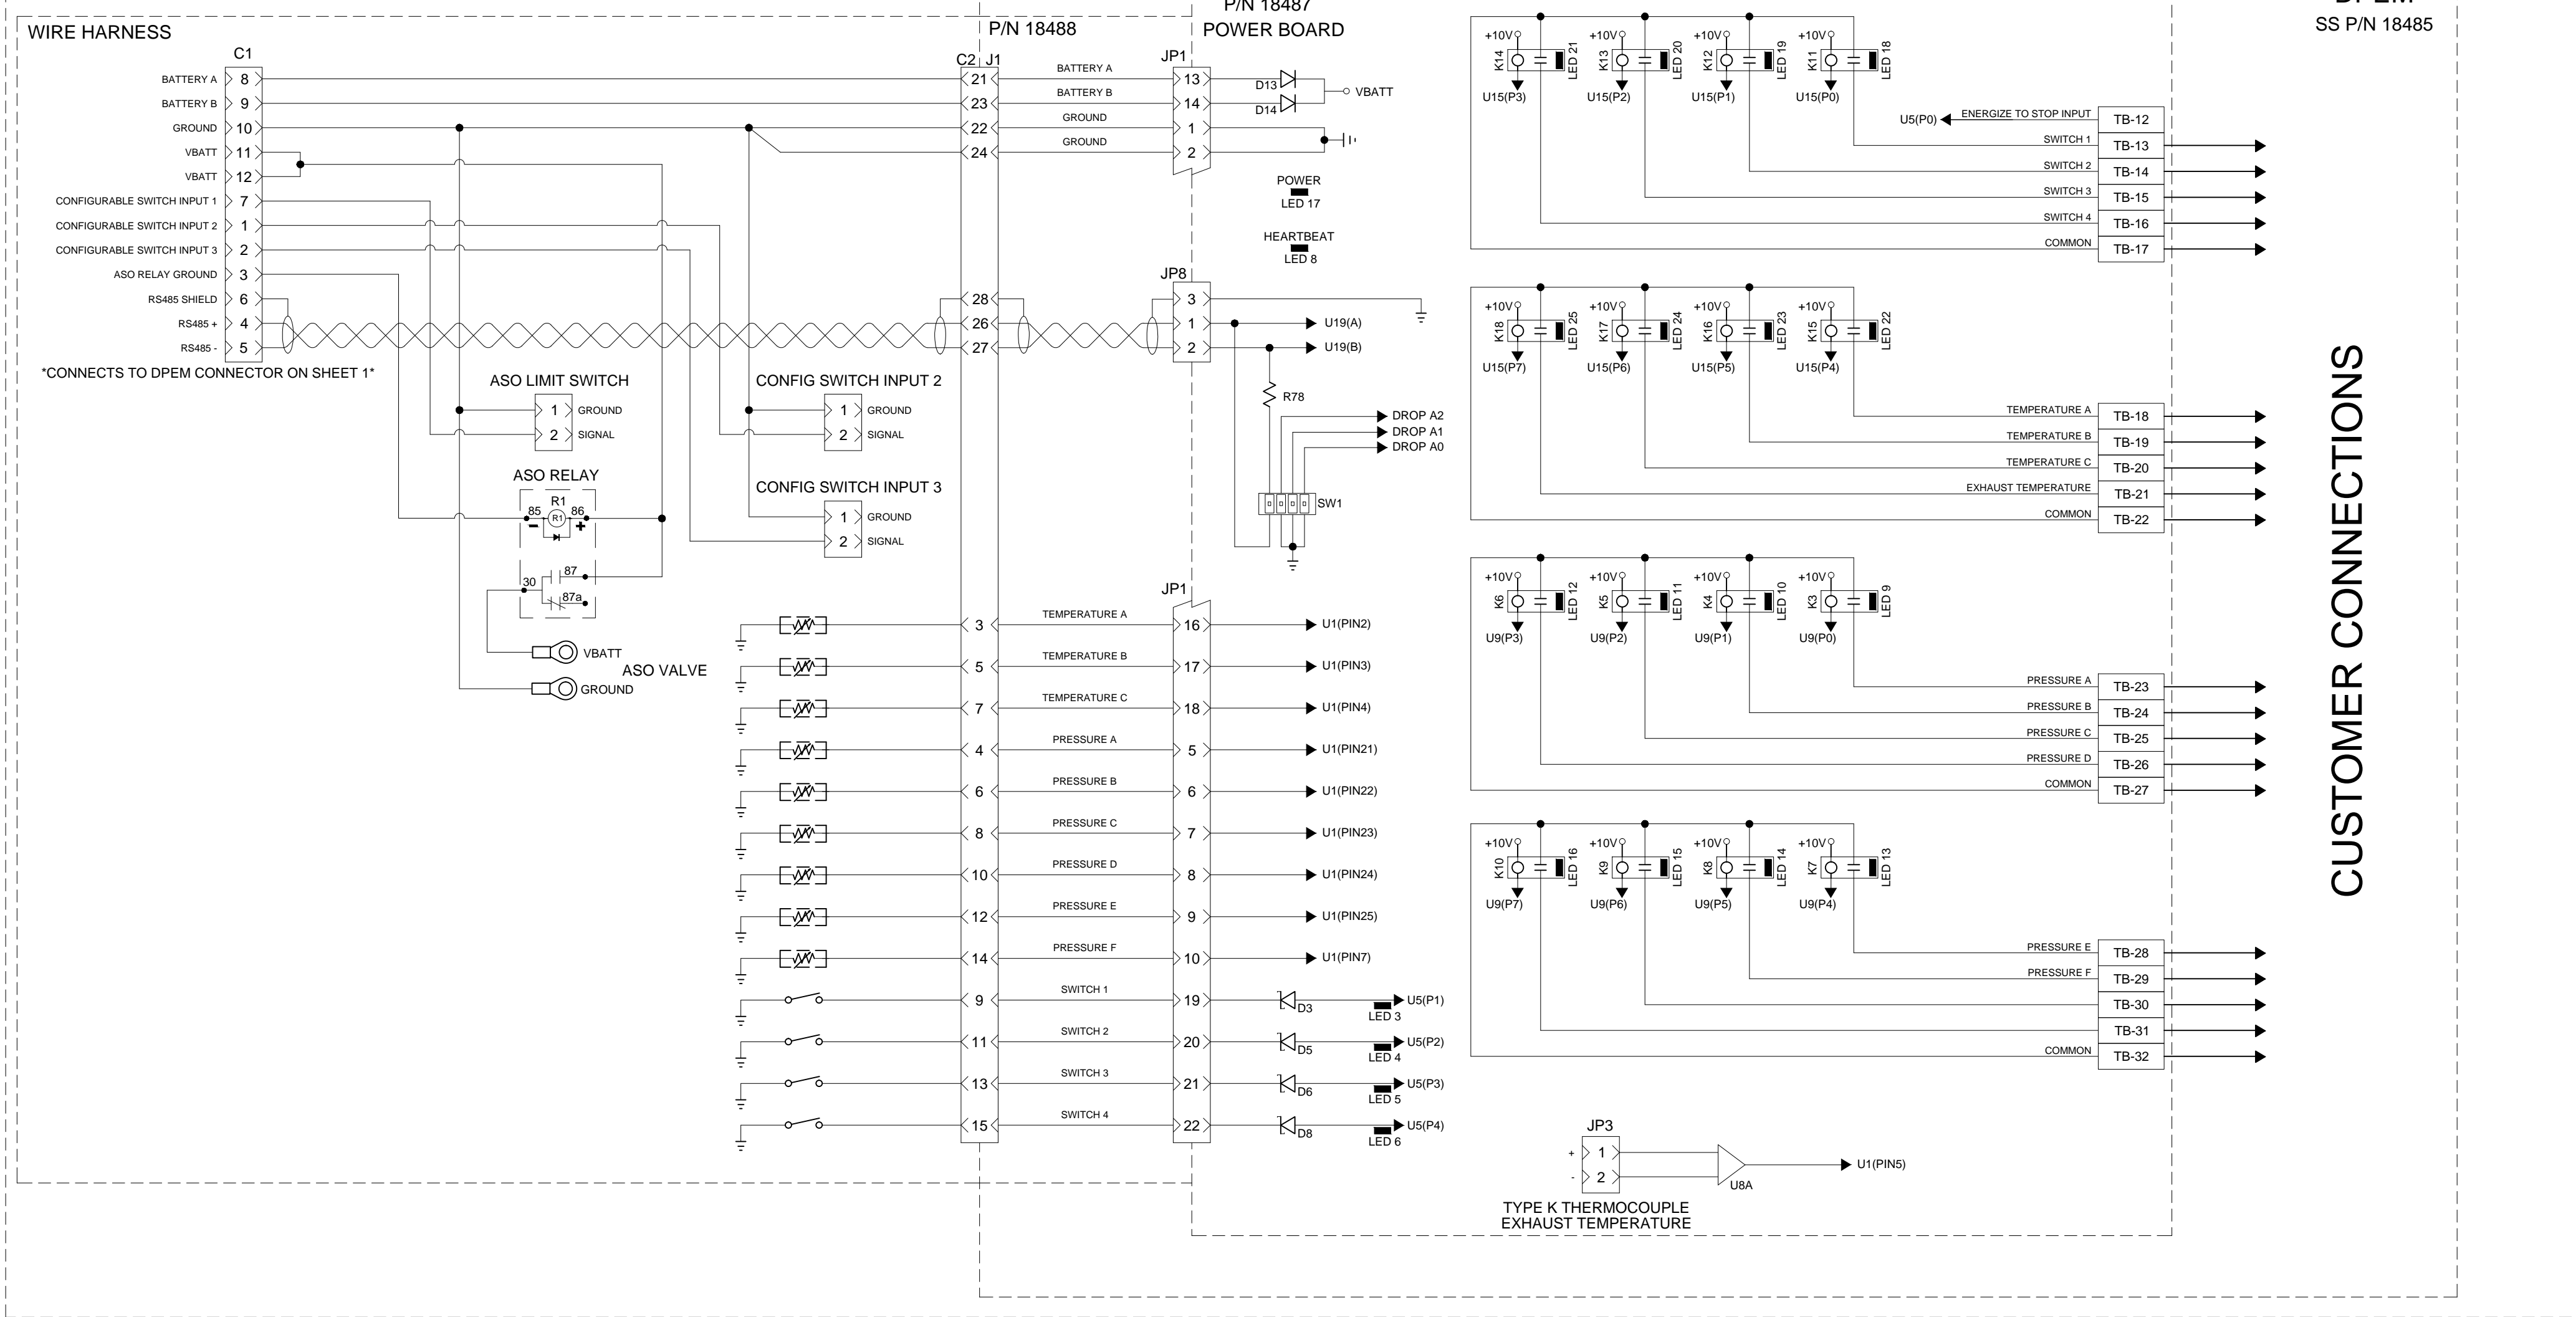 P/N 18487
POWER BOARD
SS P/N 18485
WIRE HARNESS
P/N 18488
C1
BATTERY A 8
BATTERY B 9
GROUND 10
VBATT 11
VBATT 12
CONFIGURABLE SWITCH INPUT 1 7
CONFIGURABLE SWITCH INPUT 2 1
CONFIGURABLE SWITCH INPUT 3 2
ASO RELAY GROUND 3
RS485 SHIELD 6
RS485 + 4
RS485 - 5
*CONNECTS TO DPEM CONNECTOR ON SHEET 1*
ASO LIMIT SWITCH
1 GROUND
2 SIGNAL
CONFIG SWITCH INPUT 2
1 GROUND
2 SIGNAL
CONFIG SWITCH INPUT 3
1 GROUND
2 SIGNAL
ASO RELAY
R1
85 R1 86
- +
87
30
87a
VBATT
ASO VALVE
GROUND
C2 J1
JP1
21 BATTERY A 13 D13
23 BATTERY B 14 D14
VBATT
22 GROUND 1
24 GROUND 2
POWER
LED 17
HEARTBEAT
LED 8
JP8
28 3
26 1 U19(A)
27 2 U19(B)
R78
DROP A2
DROP A1
DROP A0
SW1
JP1
3 TEMPERATURE A 16 U1(PIN2)
5 TEMPERATURE B 17 U1(PIN3)
7 TEMPERATURE C 18 U1(PIN4)
4 PRESSURE A 5 U1(PIN21)
6 PRESSURE B 6 U1(PIN22)
8 PRESSURE C 7 U1(PIN23)
10 PRESSURE D 8 U1(PIN24)
12 PRESSURE E 9 U1(PIN25)
14 PRESSURE F 10 U1(PIN7)
9 SWITCH 1 19 D3 LED 3 U5(P1)
11 SWITCH 2 20 D5 LED 4 U5(P2)
13 SWITCH 3 21 D6 LED 5 U5(P3)
15 SWITCH 4 22 D8 LED 6 U5(P4)
+10V +10V +10V +10V
K14 LED 21 K13 LED 20 K12 LED 19 K11 LED 18
U15(P3) U15(P2) U15(P1) U15(P0)
U5(P0) ENERGIZE TO STOP INPUT TB-12
SWITCH 1 TB-13
SWITCH 2 TB-14
SWITCH 3 TB-15
SWITCH 4 TB-16
COMMON TB-17
+10V +10V +10V +10V
K18 LED 25 K17 LED 24 K16 LED 23 K15 LED 22
U15(P7) U15(P6) U15(P5) U15(P4)
TEMPERATURE A TB-18
TEMPERATURE B TB-19
TEMPERATURE C TB-20
EXHAUST TEMPERATURE TB-21
COMMON TB-22
+10V +10V +10V +10V
K6 LED 12 K5 LED 11 K4 LED 10 K3 LED 9
U9(P3) U9(P2) U9(P1) U9(P0)
PRESSURE A TB-23
PRESSURE B TB-24
PRESSURE C TB-25
PRESSURE D TB-26
COMMON TB-27
+10V +10V +10V +10V
K10 LED 16 K9 LED 15 K8 LED 14 K7 LED 13
U9(P7) U9(P6) U9(P5) U9(P4)
PRESSURE E TB-28
PRESSURE F TB-29
TB-30
TB-31
COMMON TB-32
JP3
+ 1
- 2
U8A
U1(PIN5)
TYPE K THERMOCOUPLE
EXHAUST TEMPERATURE
CUSTOMER CONNECTIONS